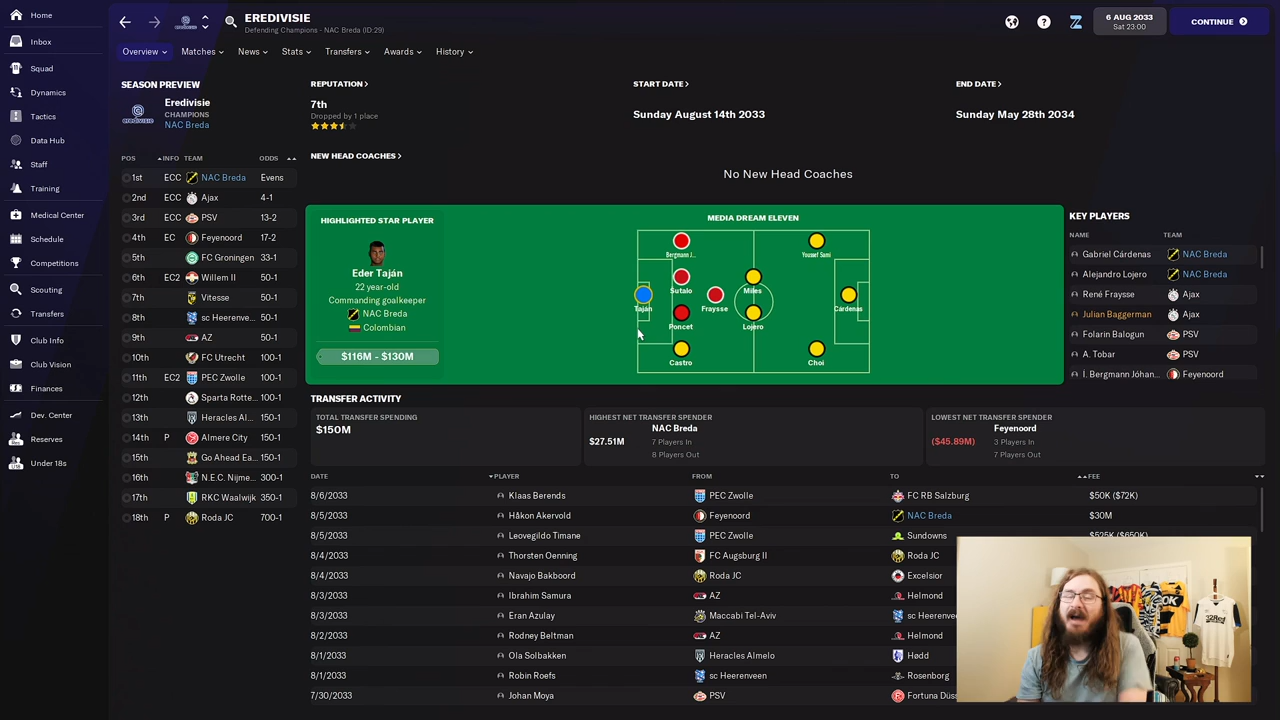 Home
Inbox
Squad
Dynamics
Tactics
Data Hub
Staff
Training
Medical Center
Schedule
Competitions
Scouting
Transfers
Club Info
Club Vision
Finances
Dev. Center
Reserves
Under 18s
EREDIVISIE
Defending Champions - NAC Breda (ID:29)
6 AUG 2033
Sat 23:00
CONTINUE
Overview
Matches
News
Stats
Transfers
Awards
History
SEASON PREVIEW
Eredivisie
CHAMPIONS
NAC Breda
POS INFO TEAM ODDS
1st ECC NAC Breda Evens
2nd ECC Ajax 4-1
3rd ECC PSV 13-2
4th EC Feyenoord 17-2
5th FC Groningen 33-1
6th EC2 Willem II 50-1
7th Vitesse 50-1
8th sc Heerenve... 50-1
9th AZ 50-1
10th FC Utrecht 100-1
11th EC2 PEC Zwolle 100-1
12th Sparta Rotte... 100-1
13th Heracles Al... 150-1
14th P Almere City 150-1
15th Go Ahead Ea... 150-1
16th N.E.C. Nijme... 300-1
17th RKC Waalwijk 350-1
18th P Roda JC 700-1
REPUTATION
7th
Dropped by 1 place
START DATE
Sunday August 14th 2033
END DATE
Sunday May 28th 2034
NEW HEAD COACHES
No New Head Coaches
HIGHLIGHTED STAR PLAYER
Eder Taján
22 year-old
Commanding goalkeeper
NAC Breda
Colombian
$116M - $130M
MEDIA DREAM ELEVEN
Bergmann J...
Youssef Sami
Sutalo
Miles
Taján
Fraysse
Cárdenas
Poncet
Lojero
Castro
Choi
KEY PLAYERS
NAME TEAM
Gabriel Cárdenas NAC Breda
Alejandro Lojero NAC Breda
René Fraysse Ajax
Julian Baggerman Ajax
Folarin Balogun PSV
A. Tobar PSV
I. Bergmann Jóhan... Feyenoord
TRANSFER ACTIVITY
TOTAL TRANSFER SPENDING
$150M
HIGHEST NET TRANSFER SPENDER
$27.51M
NAC Breda
7 Players In
8 Players Out
LOWEST NET TRANSFER SPENDER
($45.89M)
Feyenoord
3 Players In
7 Players Out
DATE PLAYER FROM TO FEE
8/6/2033 Klaas Berends PEC Zwolle FC RB Salzburg $50K ($72K)
8/5/2033 Håkon Akervold Feyenoord NAC Breda $30M
8/5/2033 Leovegildo Timane PEC Zwolle Sundowns $525K ($650K)
8/4/2033 Thorsten Oenning FC Augsburg II Roda JC
8/4/2033 Navajo Bakboord Roda JC Excelsior
8/3/2033 Ibrahim Samura AZ Helmond
8/3/2033 Eran Azulay Maccabi Tel-Aviv sc Heerenve
8/2/2033 Rodney Beltman AZ Helmond
8/1/2033 Ola Solbakken Heracles Almelo Hødd
8/1/2033 Robin Roefs sc Heerenveen Rosenborg
7/30/2033 Johan Moya PSV Fortuna Düss